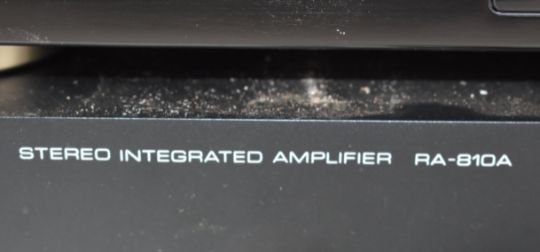 STEREO INTEGRATED AMPLIFIER RA-810A